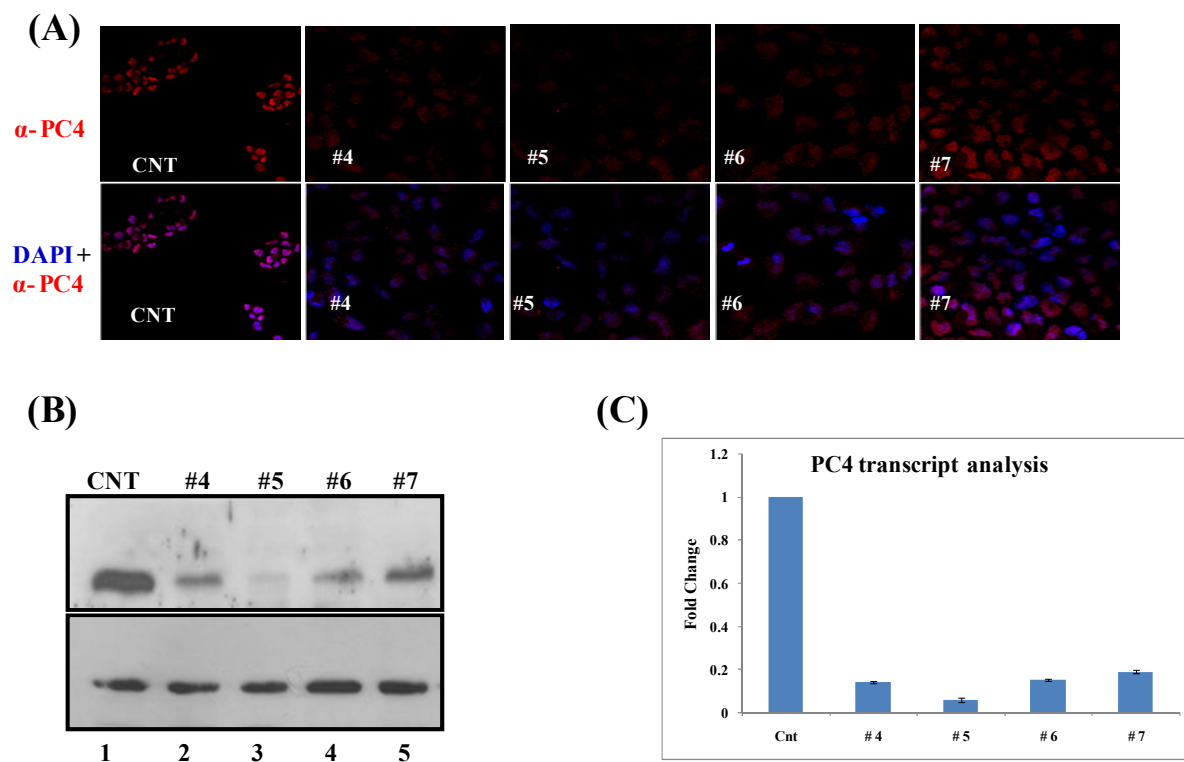 (A)
α- PC4
CNT
#4
#5
#6
#7
DAPI +
α- PC4
CNT
#4
#5
#6
#7
(B)
CNT #4 #5 #6 #7
1 2 3 4 5
(C)
PC4 transcript analysis
Fold Change
1.2
1
0.8
0.6
0.4
0.2
0
Cnt # 4 # 5 # 6 # 7